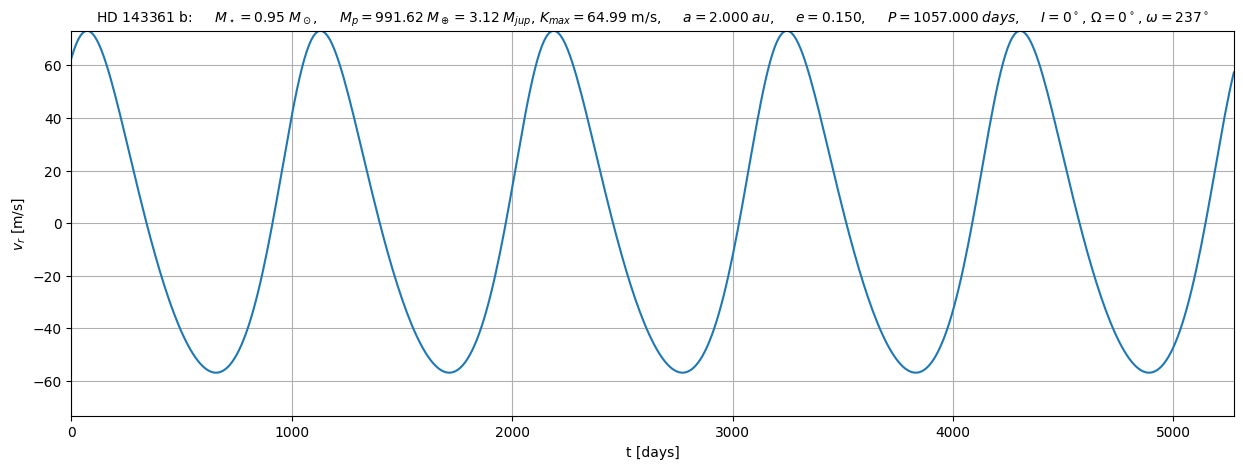 HD 143361 b: M⋆ = 0.95 M⊙, Mp = 991.62 M⊕ = 3.12 Mjup, Kmax = 64.99 m/s, a = 2.000 au, e = 0.150, P = 1057.000 days, I = 0°, Ω = 0°, ω = 237°
60
40
20
0
−20
−40
−60
vr [m/s]
0 1000 2000 3000 4000 5000
t [days]